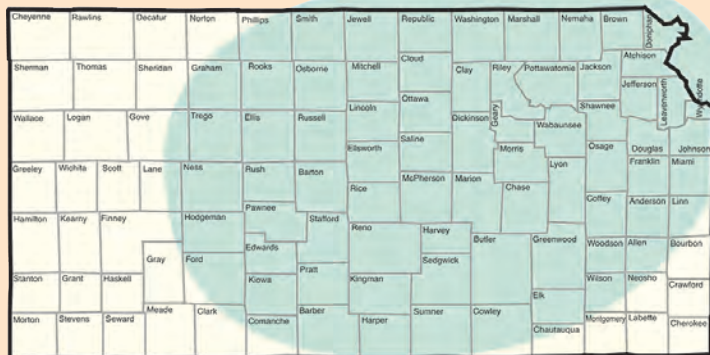 Cheyenne Rawlins Decatur Norton Phillips Smith Jewell Republic Washington Marshall Nemaha Brown Doniphan
Atchison
Sherman Thomas Sheridan Graham Rooks Osborne Mitchell Cloud Clay Riley Pottawatomie Jackson
Jefferson Leavenworth Wyandotte
Lincoln Ottawa Shawnee
Wallace Logan Gove Trego Ellis Russell Dickinson Geary Wabaunsee
Ellsworth Saline Morris Osage Douglas Johnson
Greeley Wichita Scott Lane Ness Rush Barton Lyon Franklin Miami
Rice McPherson Marion Chase
Pawnee Coffey Anderson Linn
Hamilton Kearny Finney Hodgeman Stafford Reno Harvey
Edwards Butler Greenwood Woodson Allen Bourbon
Gray Ford Sedgwick
Stanton Grant Haskell Kiowa Pratt Kingman Wilson Neosho
Crawford
Elk
Meade Clark Barber Sumner Cowley
Morton Stevens Seward Comanche Harper Montgomery Labette Cherokee
Chautauqua